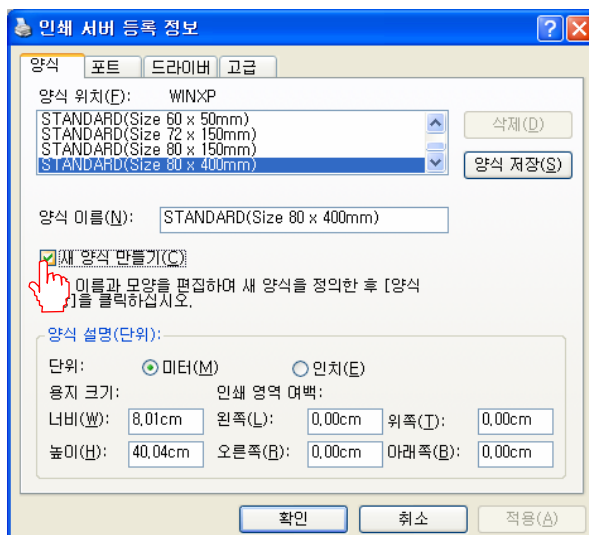 인쇄 서버 등록 정보
양식 포트 드라이버 고급
양식 위치(F): WINXP
STANDARD(Size 60 x 50mm)
STANDARD(Size 72 x 150mm)
STANDARD(Size 80 x 150mm)
STANDARD(Size 80 x 400mm)
삭제(D)
양식 저장(S)
양식 이름(N): STANDARD(Size 80 x 400mm)
새 양식 만들기(C)
이름과 모양을 편집하여 새 양식을 정의한 후 [양식
]을 클릭하십시오.
양식 설명(단위):
단위: 미터(M) 인치(E)
용지 크기: 인쇄 영역 여백:
너비(W): 8,01cm 왼쪽(L): 0,00cm 위쪽(T): 0,00cm
높이(H): 40,04cm 오른쪽(R): 0,00cm 아래쪽(B): 0,00cm
확인 취소 적용(A)